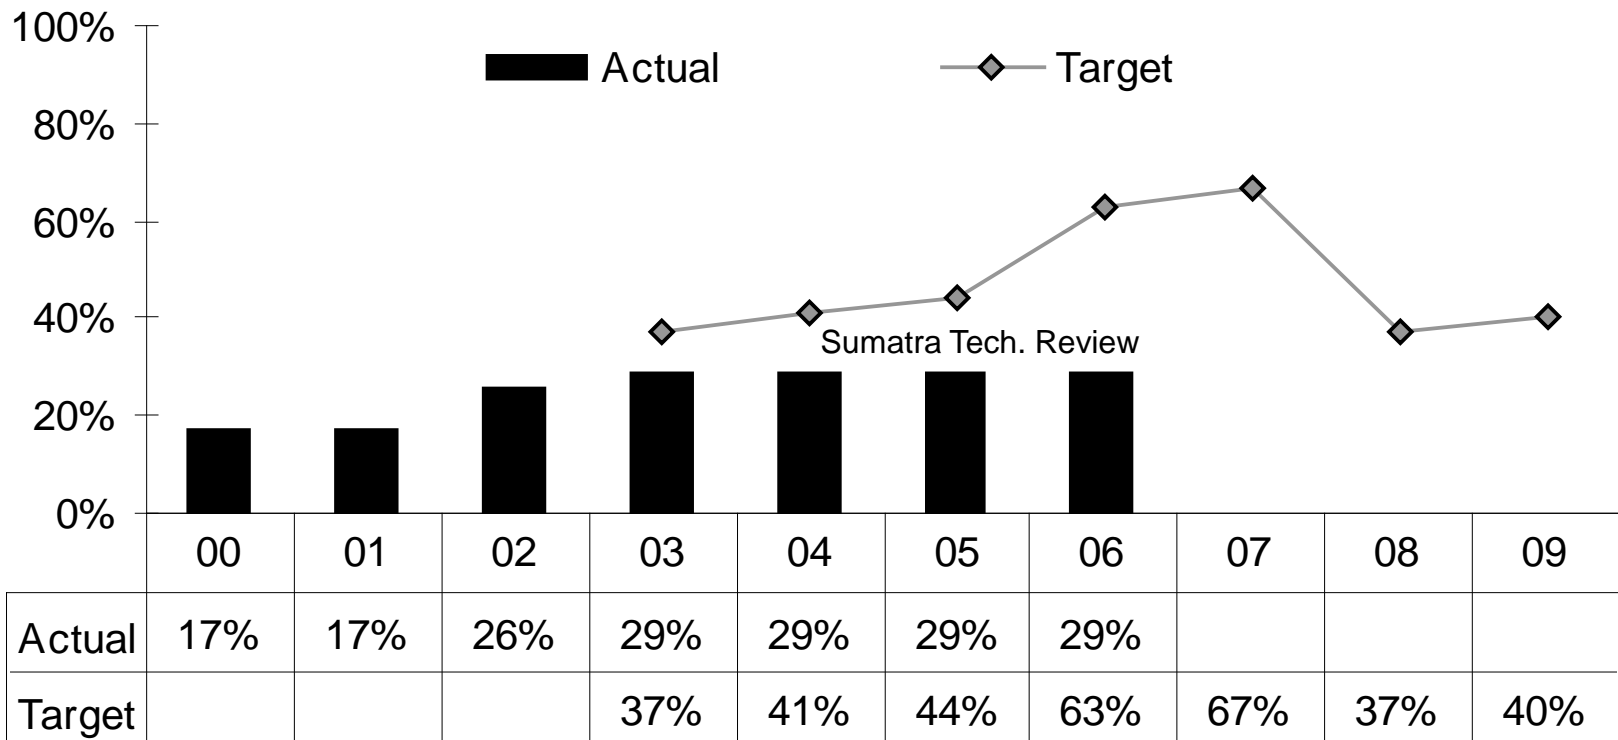 100%
Actual Target
80%
60%
40%
Sumatra Tech. Review
20%
0%
00 01 02 03 04 05 06 07 08 09
Actual 17% 17% 26% 29% 29% 29% 29%
Target 37% 41% 44% 63% 67% 37% 40%